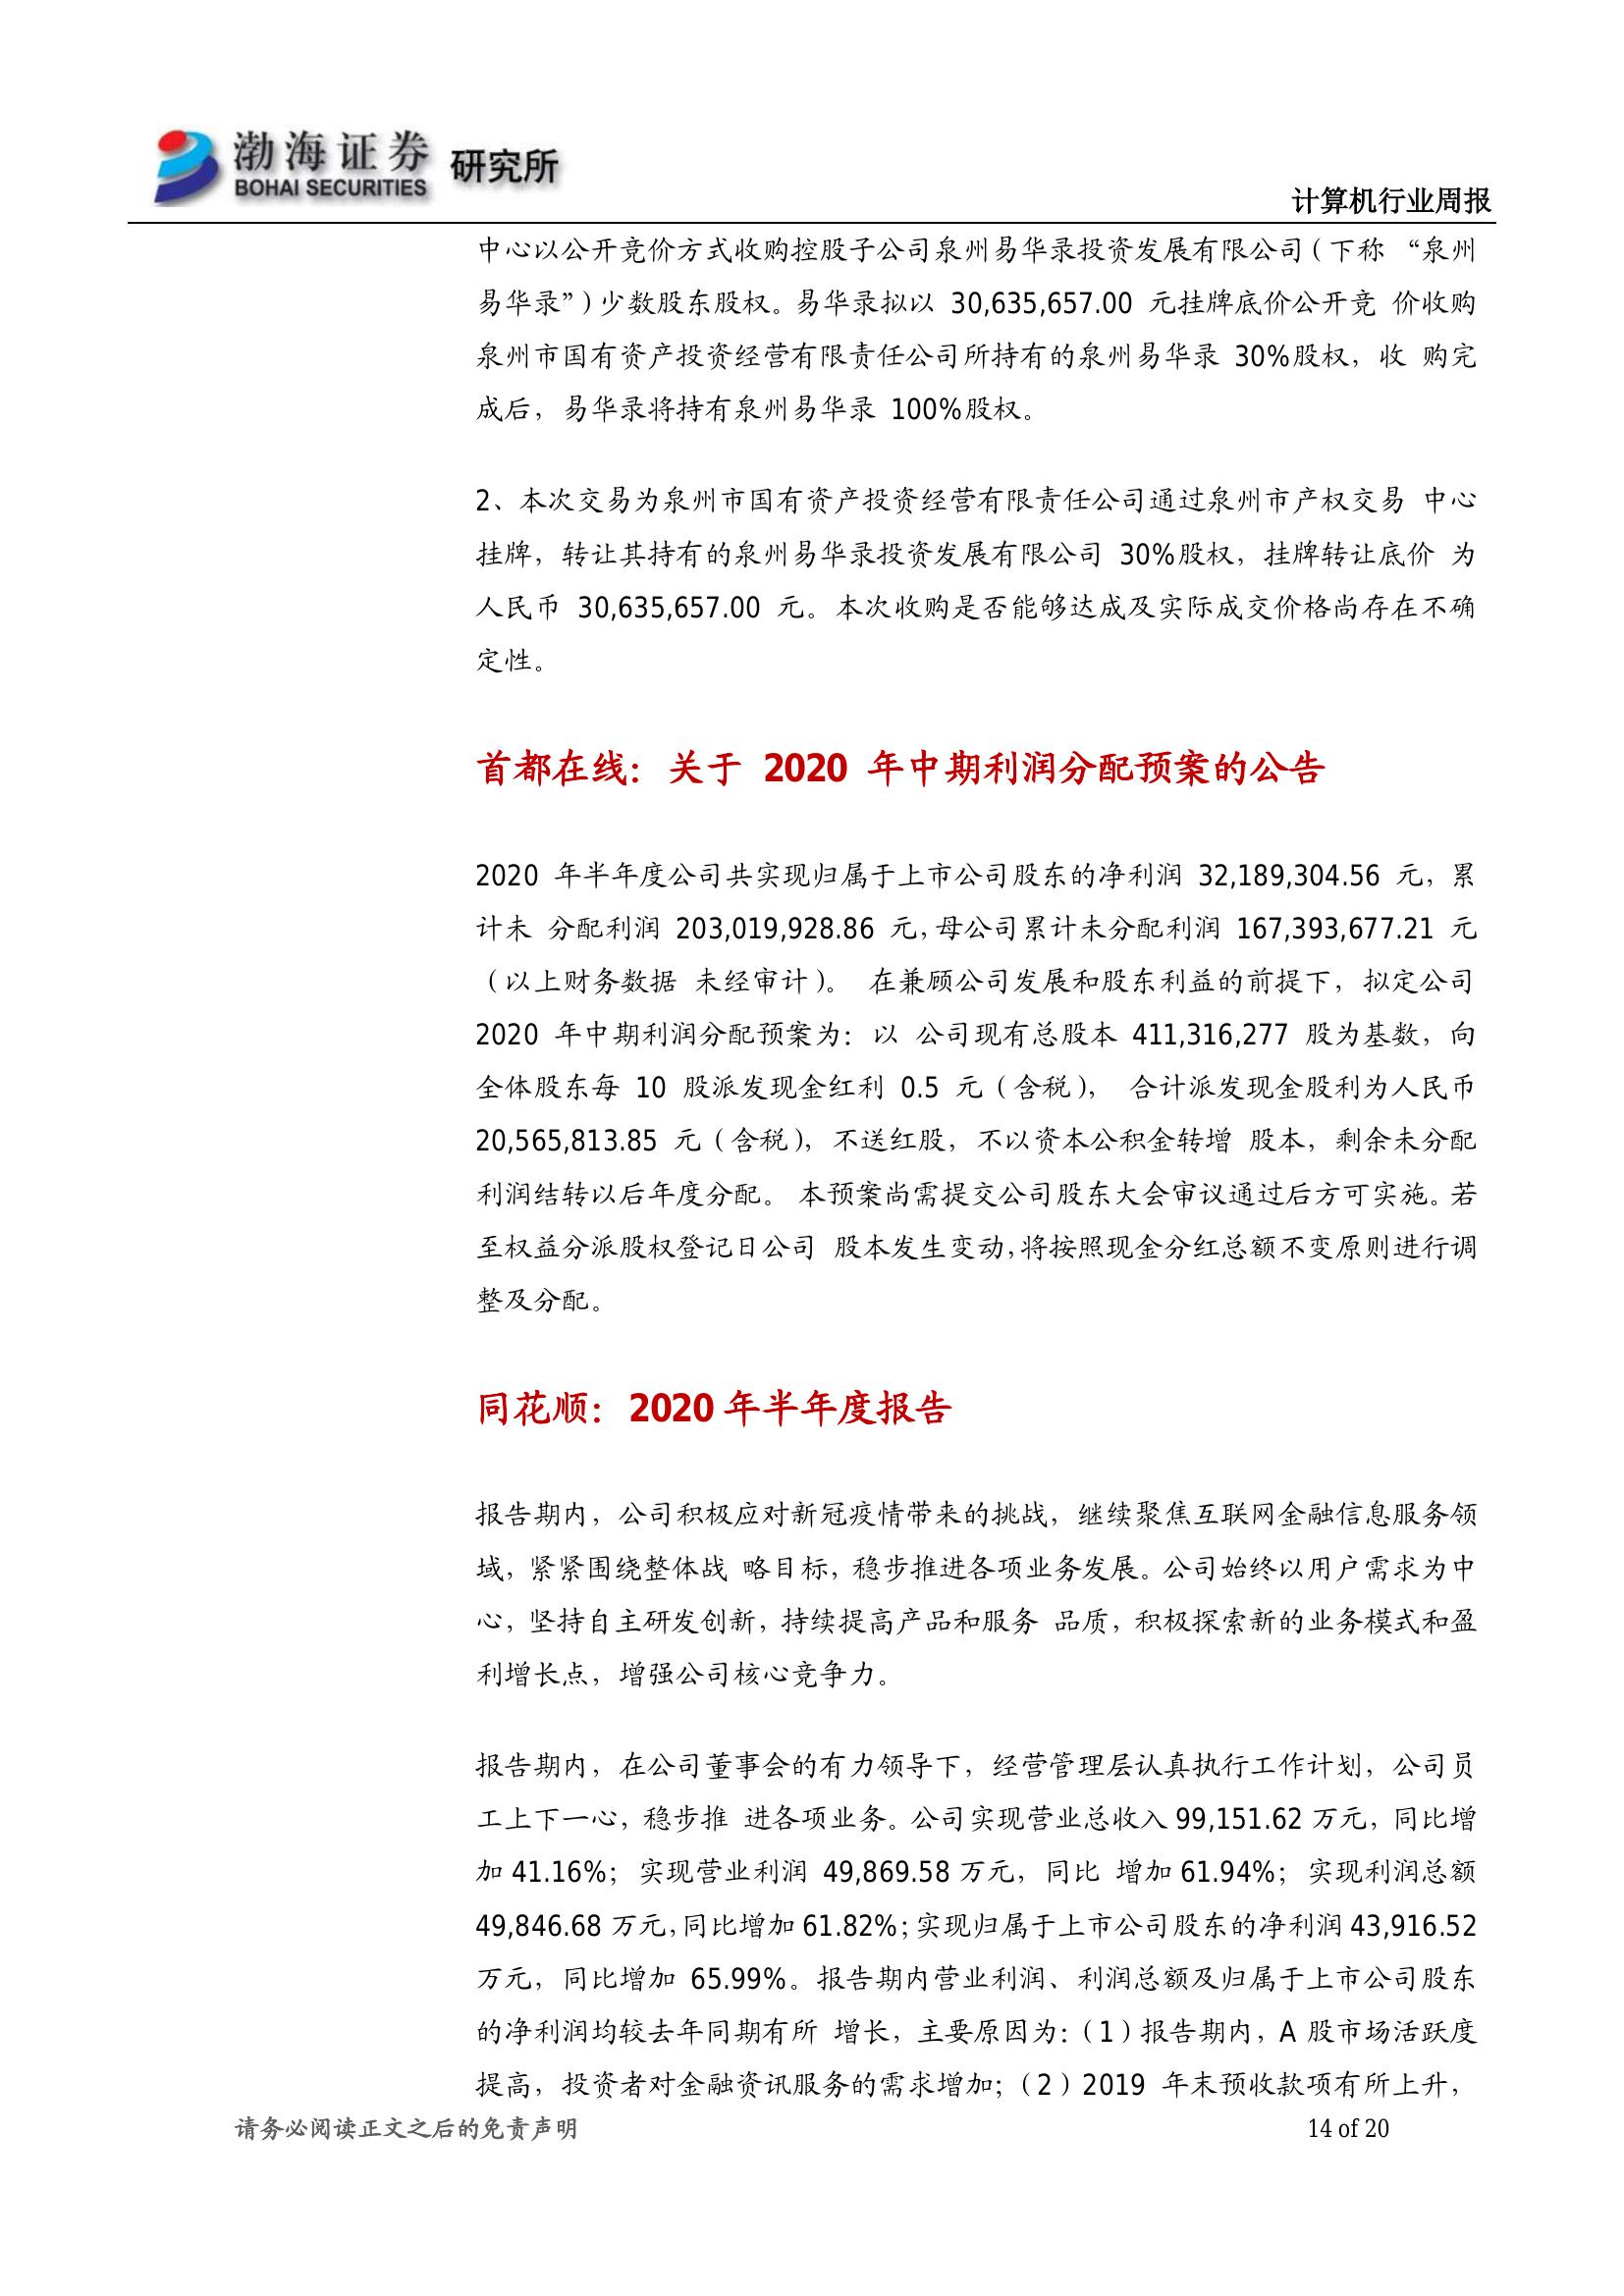 渤海证券 研究所
BOHAI SECURITIES
计算机行业周报
中心以公开竞价方式收购控股子公司泉州易华录投资发展有限公司（下称 “泉州
易华录”）少数股东股权。易华录拟以 30,635,657.00 元挂牌底价公开竞 价收购
泉州市国有资产投资经营有限责任公司所持有的泉州易华录 30%股权，收 购完
成后，易华录将持有泉州易华录 100%股权。
2、本次交易为泉州市国有资产投资经营有限责任公司通过泉州市产权交易 中心
挂牌，转让其持有的泉州易华录投资发展有限公司 30%股权，挂牌转让底价 为
人民币 30,635,657.00 元。本次收购是否能够达成及实际成交价格尚存在不确
定性。
首都在线：关于 2020 年中期利润分配预案的公告
2020 年半年度公司共实现归属于上市公司股东的净利润 32,189,304.56 元，累
计未 分配利润 203,019,928.86 元，母公司累计未分配利润 167,393,677.21 元
（以上财务数据 未经审计）。 在兼顾公司发展和股东利益的前提下，拟定公司
2020 年中期利润分配预案为：以 公司现有总股本 411,316,277 股为基数，向
全体股东每 10 股派发现金红利 0.5 元（含税）， 合计派发现金股利为人民币
20,565,813.85 元（含税），不送红股，不以资本公积金转增 股本，剩余未分配
利润结转以后年度分配。 本预案尚需提交公司股东大会审议通过后方可实施。若
至权益分派股权登记日公司 股本发生变动，将按照现金分红总额不变原则进行调
整及分配。
同花顺：2020 年半年度报告
报告期内，公司积极应对新冠疫情带来的挑战，继续聚焦互联网金融信息服务领
域，紧紧围绕整体战 略目标，稳步推进各项业务发展。公司始终以用户需求为中
心，坚持自主研发创新，持续提高产品和服务 品质，积极探索新的业务模式和盈
利增长点，增强公司核心竞争力。
报告期内，在公司董事会的有力领导下，经营管理层认真执行工作计划，公司员
工上下一心，稳步推 进各项业务。公司实现营业总收入 99,151.62 万元，同比增
加 41.16%；实现营业利润 49,869.58 万元，同比 增加 61.94%；实现利润总额
49,846.68 万元，同比增加 61.82%；实现归属于上市公司股东的净利润 43,916.52
万元，同比增加 65.99%。报告期内营业利润、利润总额及归属于上市公司股东
的净利润均较去年同期有所 增长，主要原因为：（1）报告期内，A 股市场活跃度
提高，投资者对金融资讯服务的需求增加；（2）2019 年末预收款项有所上升，
请务必阅读正文之后的免责声明
14 of 20